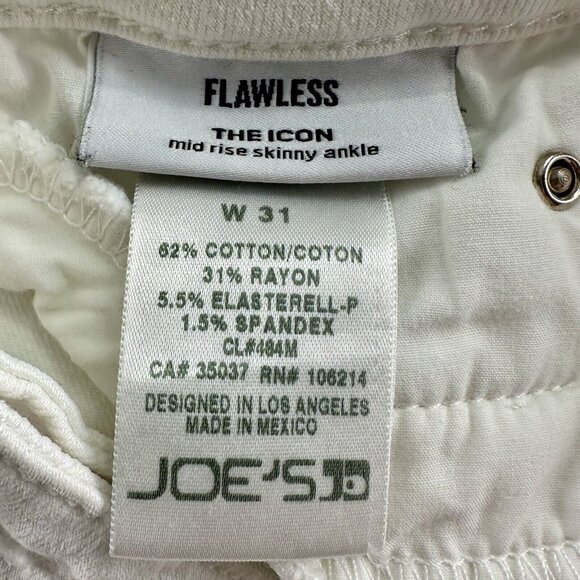 FLAWLESS
THE ICON
mid rise skinny ankle
W 31
62% COTTON/COTON
31% RAYON
5.5% ELASTERELL-P
1.5% SPANDEX
CL#484M
CA# 35037 RN# 106214
DESIGNED IN LOS ANGELES
MADE IN MEXICO
JOE'S